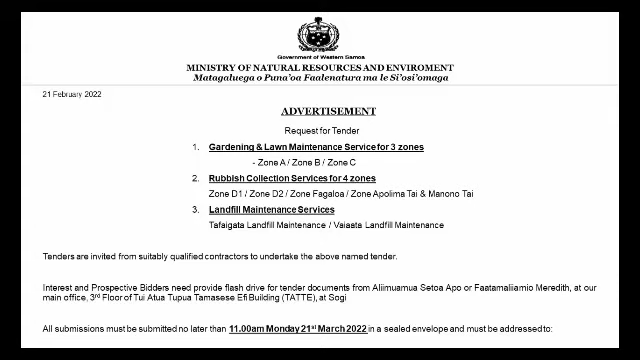 Government of Western Samoa
MINISTRY OF NATURAL RESOURCES AND ENVIROMENT
Matagaluega o Puna'oa Faalenatura ma le Si'osi'omaga
21 February 2022
ADVERTISEMENT
Request for Tender
1. Gardening & Lawn Maintenance Service for 3 zones
- Zone A / Zone B / Zone C
2. Rubbish Collection Services for 4 zones
Zone D1 / Zone D2 / Zone Fagaloa / Zone Apolima Tai & Manono Tai
3. Landfill Maintenance Services
Tafaigata Landfill Maintenance / Vaiaata Landfill Maintenance
Tenders are invited from suitably qualified contractors to undertake the above named tender.
Interest and Prospective Bidders need provide flash drive for tender documents from Aliimuamua Setoa Apo or Faatamaliiamio Meredith, at our
main office, 3rd Floor of Tui Atua Tupua Tamasese Efi Building (TATTE), at Sogi
All submissions must be submitted no later than 11.00am Monday 21st March 2022 in a sealed envelope and must be addressed to: